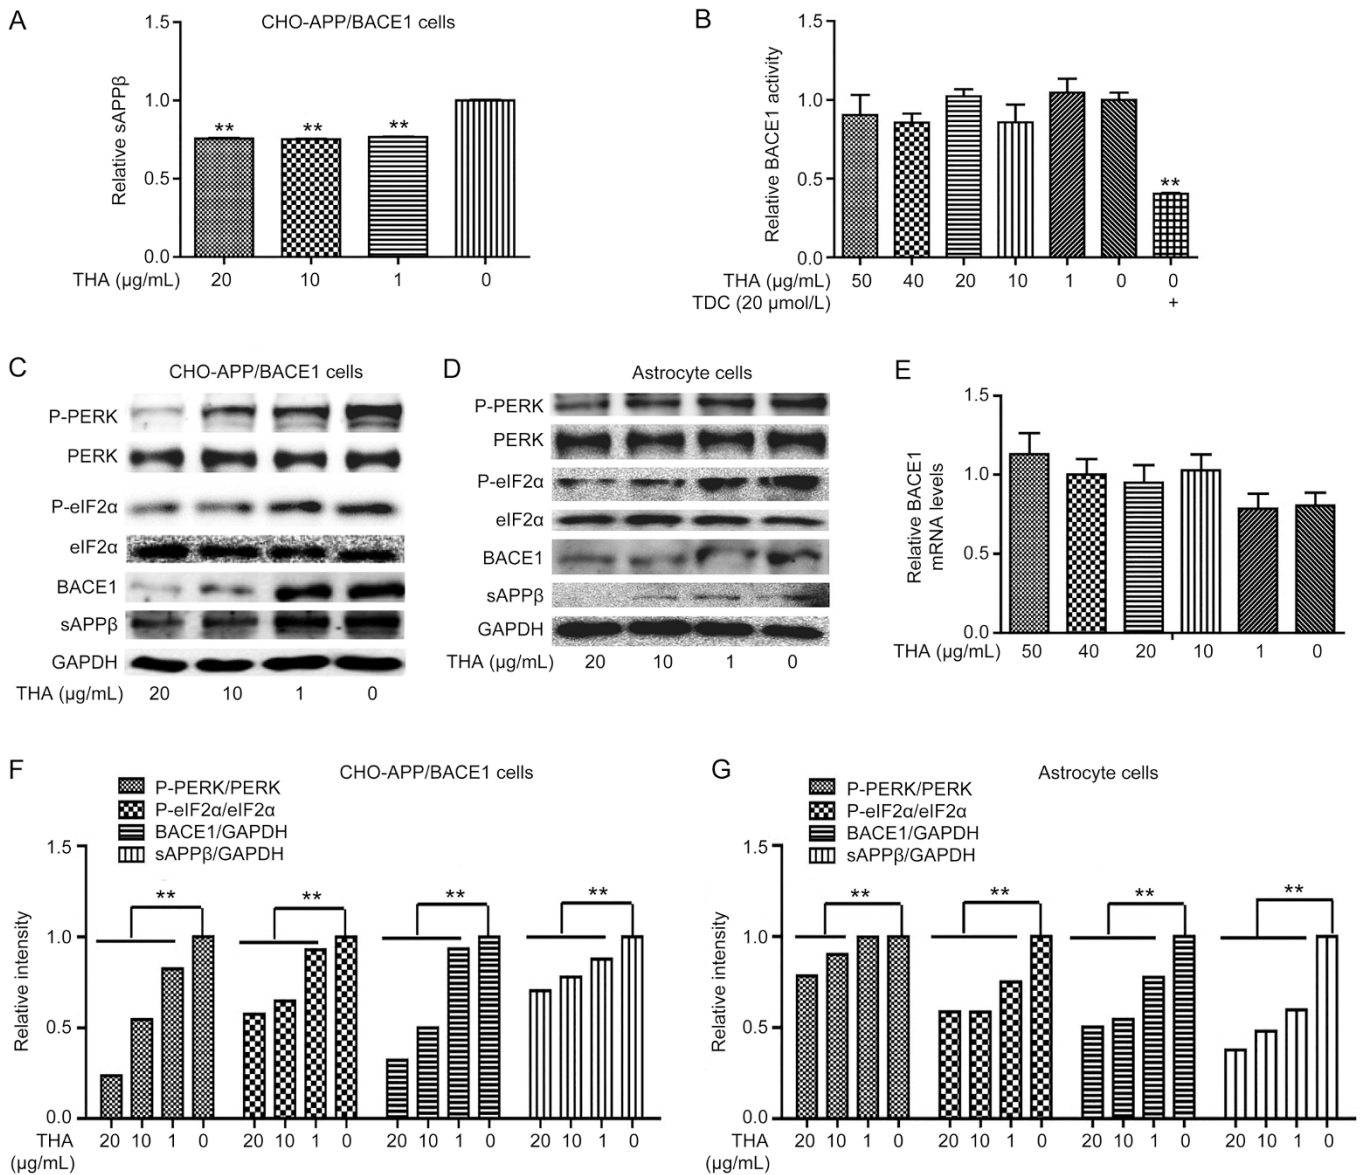 A
CHO-APP/BACE1 cells
Relative sAPPβ
1.5
1.0
0.5
0.0
** ** **
THA (µg/mL) 20 10 1 0
B
Relative BACE1 activity
1.5
1.0
0.5
0.0
**
THA (µg/mL) 50 40 20 10 1 0 0
TDC (20 µmol/L) +
C
CHO-APP/BACE1 cells
P-PERK
PERK
P-eIF2α
eIF2α
BACE1
sAPPβ
GAPDH
THA (µg/mL) 20 10 1 0
D
Astrocyte cells
P-PERK
PERK
P-eIF2α
eIF2α
BACE1
sAPPβ
GAPDH
THA (µg/mL) 20 10 1 0
E
Relative BACE1
mRNA levels
1.5
1.0
0.5
0.0
THA (µg/mL) 50 40 20 10 1 0
F
CHO-APP/BACE1 cells
P-PERK/PERK
P-eIF2α/eIF2α
BACE1/GAPDH
sAPPβ/GAPDH
Relative intensity
1.5
1.0
0.5
0.0
** ** ** **
THA 20 10 1 0 20 10 1 0 20 10 1 0 20 10 1 0
(µg/mL)
G
Astrocyte cells
P-PERK/PERK
P-eIF2α/eIF2α
BACE1/GAPDH
sAPPβ/GAPDH
Relative intensity
1.5
1.0
0.5
0.0
** ** ** **
THA 20 10 1 0 20 10 1 0 20 10 1 0 20 10 1 0
(µg/mL)